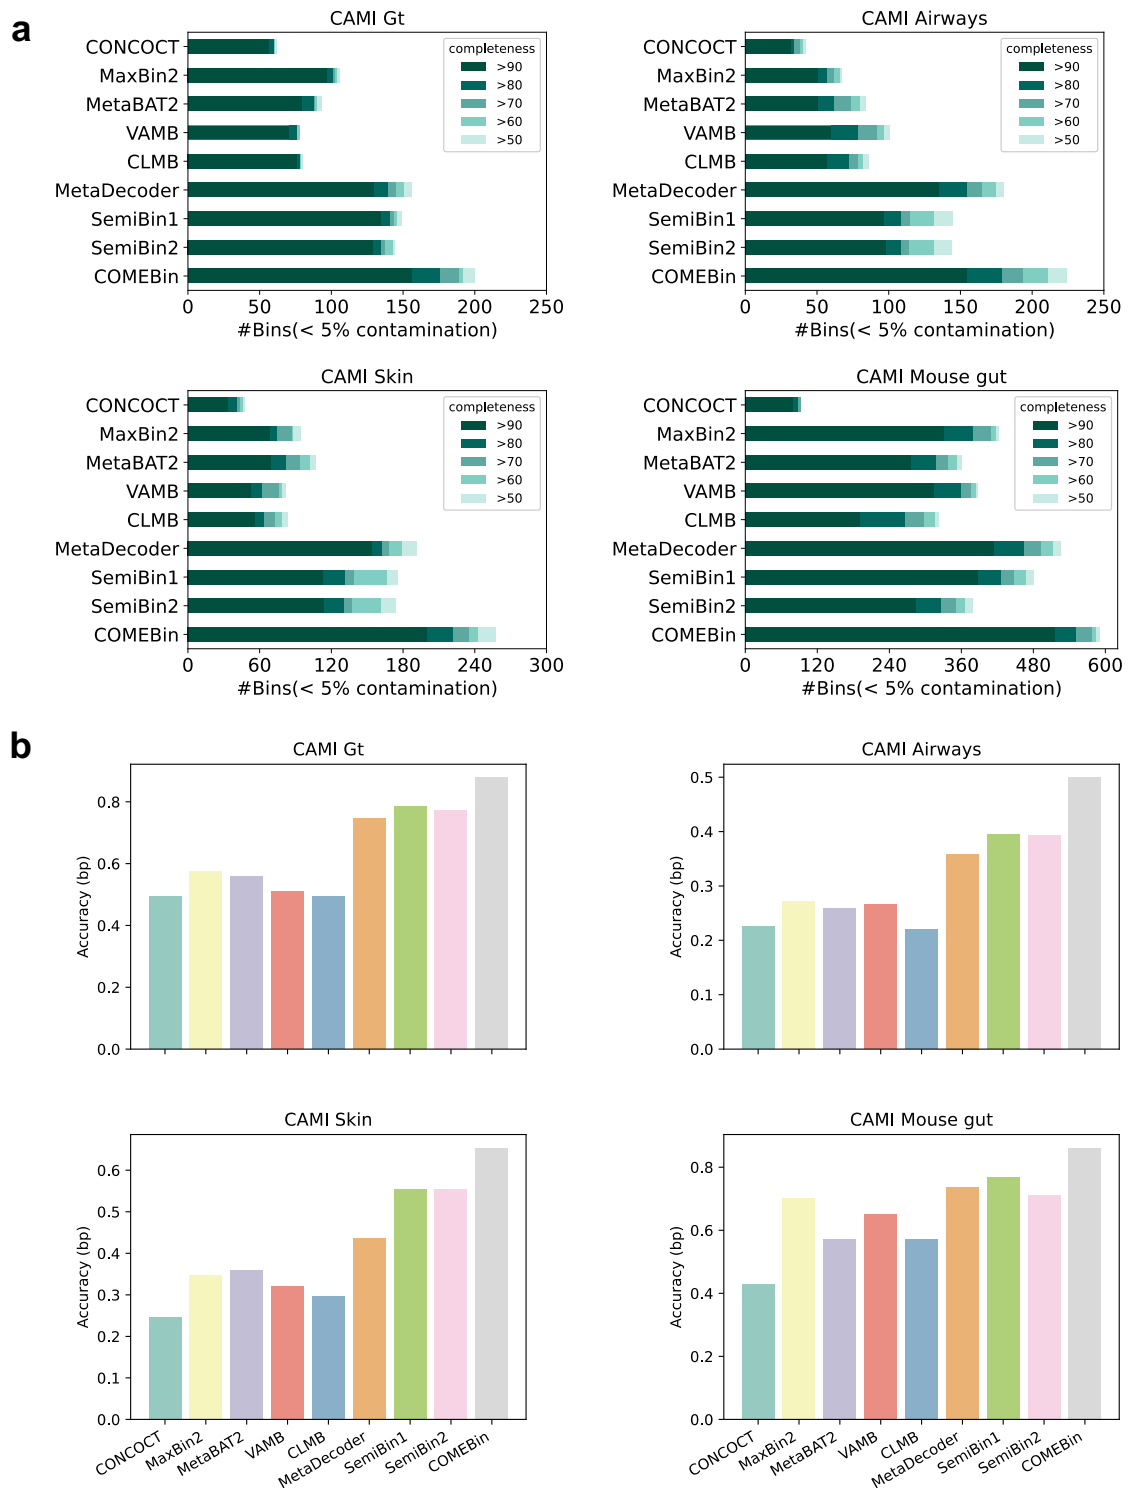 a
CAMI Gt
CONCOCT
MaxBin2
MetaBAT2
VAMB
CLMB
MetaDecoder
SemiBin1
SemiBin2
COMEBin
completeness
>90
>80
>70
>60
>50
0 50 100 150 200 250
#Bins(< 5% contamination)
CAMI Airways
CONCOCT
MaxBin2
MetaBAT2
VAMB
CLMB
MetaDecoder
SemiBin1
SemiBin2
COMEBin
completeness
>90
>80
>70
>60
>50
0 50 100 150 200 250
#Bins(< 5% contamination)
CAMI Skin
CONCOCT
MaxBin2
MetaBAT2
VAMB
CLMB
MetaDecoder
SemiBin1
SemiBin2
COMEBin
completeness
>90
>80
>70
>60
>50
0 60 120 180 240 300
#Bins(< 5% contamination)
CAMI Mouse gut
CONCOCT
MaxBin2
MetaBAT2
VAMB
CLMB
MetaDecoder
SemiBin1
SemiBin2
COMEBin
completeness
>90
>80
>70
>60
>50
0 120 240 360 480 600
#Bins(< 5% contamination)
b
CAMI Gt
Accuracy (bp)
0.8
0.6
0.4
0.2
0.0
CAMI Airways
Accuracy (bp)
0.5
0.4
0.3
0.2
0.1
0.0
CAMI Skin
Accuracy (bp)
0.6
0.5
0.4
0.3
0.2
0.1
0.0
CONCOCT
MaxBin2
MetaBAT2
VAMB
CLMB
MetaDecoder
SemiBin1
SemiBin2
COMEBin
CAMI Mouse gut
Accuracy (bp)
0.8
0.6
0.4
0.2
0.0
CONCOCT
MaxBin2
MetaBAT2
VAMB
CLMB
MetaDecoder
SemiBin1
SemiBin2
COMEBin